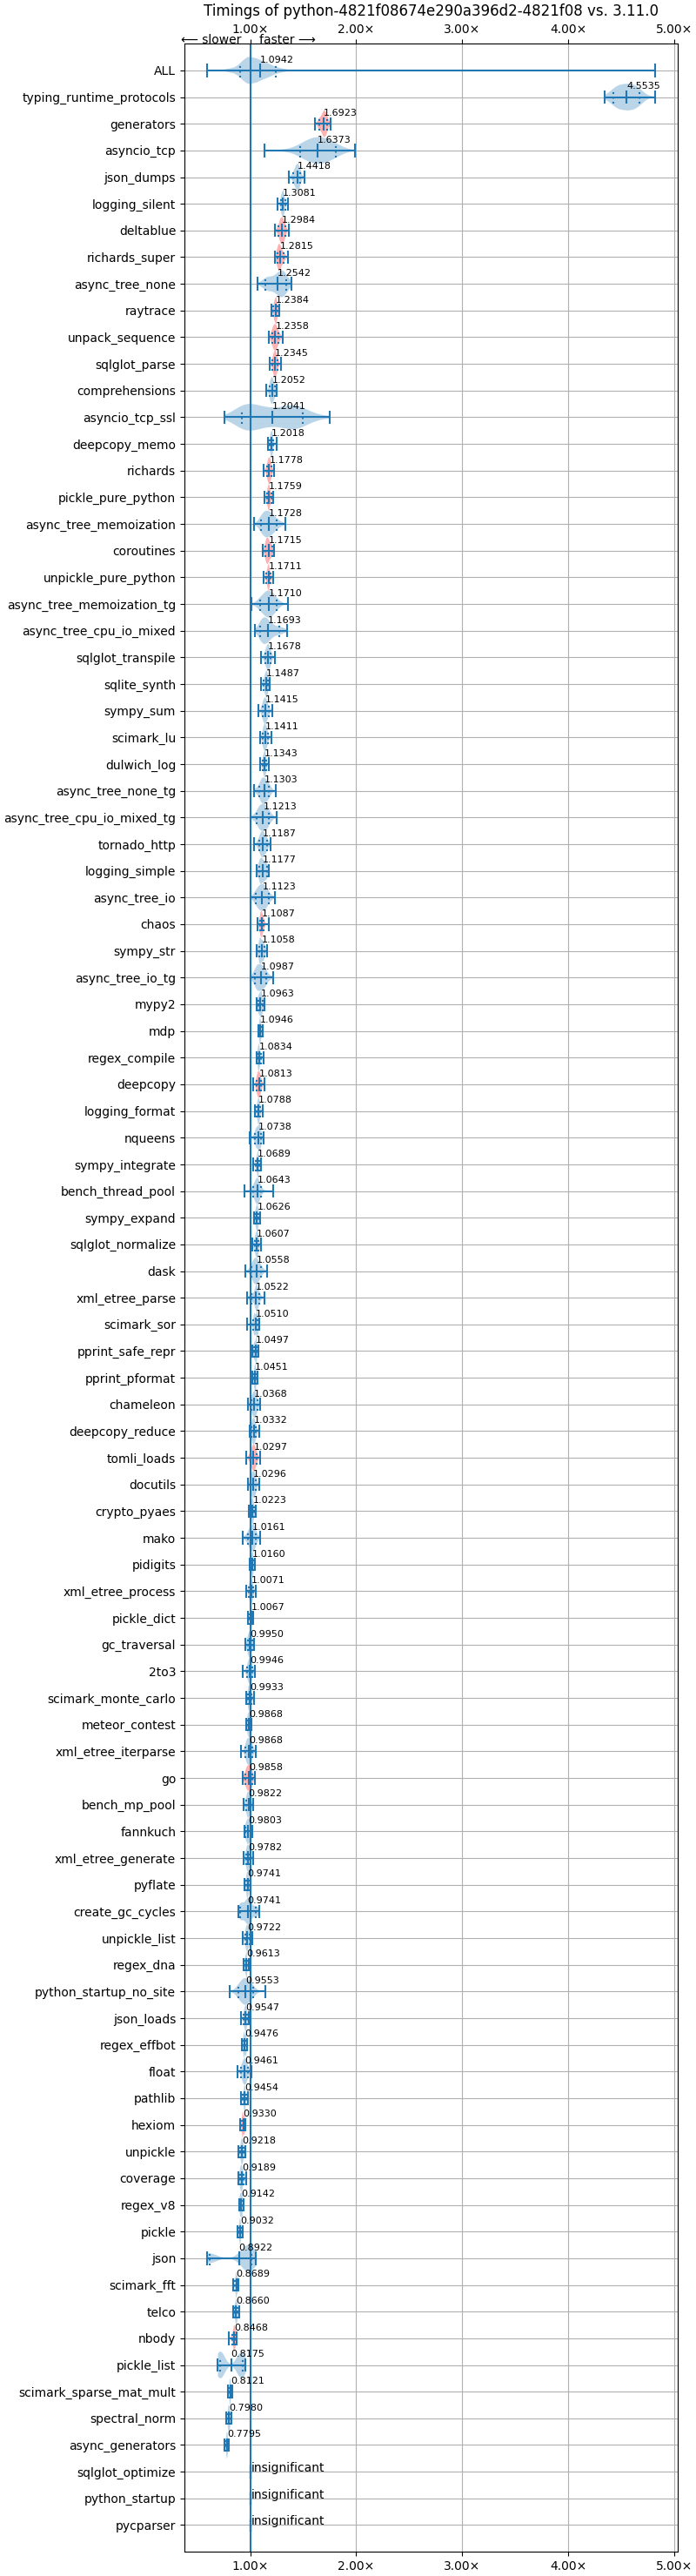 Timings of python-4821f08674e290a396d2-4821f08 vs. 3.11.0
1.00× 2.00× 3.00× 4.00× 5.00×
⟵ slower faster ⟶
ALL 1.0942
typing_runtime_protocols 4.5535
generators 1.6923
asyncio_tcp 1.6373
json_dumps 1.4418
logging_silent 1.3081
deltablue 1.2984
richards_super 1.2815
async_tree_none 1.2542
raytrace 1.2384
unpack_sequence 1.2358
sqlglot_parse 1.2345
comprehensions 1.2052
asyncio_tcp_ssl 1.2041
deepcopy_memo 1.2018
richards 1.1778
pickle_pure_python 1.1759
async_tree_memoization 1.1728
coroutines 1.1715
unpickle_pure_python 1.1711
async_tree_memoization_tg 1.1710
async_tree_cpu_io_mixed 1.1693
sqlglot_transpile 1.1678
sqlite_synth 1.1487
sympy_sum 1.1415
scimark_lu 1.1411
dulwich_log 1.1343
async_tree_none_tg 1.1303
async_tree_cpu_io_mixed_tg 1.1213
tornado_http 1.1187
logging_simple 1.1177
async_tree_io 1.1123
chaos 1.1087
sympy_str 1.1058
async_tree_io_tg 1.0987
mypy2 1.0963
mdp 1.0946
regex_compile 1.0834
deepcopy 1.0813
logging_format 1.0788
nqueens 1.0738
sympy_integrate 1.0689
bench_thread_pool 1.0643
sympy_expand 1.0626
sqlglot_normalize 1.0607
dask 1.0558
xml_etree_parse 1.0522
scimark_sor 1.0510
pprint_safe_repr 1.0497
pprint_pformat 1.0451
chameleon 1.0368
deepcopy_reduce 1.0332
tomli_loads 1.0297
docutils 1.0296
crypto_pyaes 1.0223
mako 1.0161
pidigits 1.0160
xml_etree_process 1.0071
pickle_dict 1.0067
gc_traversal 0.9950
2to3 0.9946
scimark_monte_carlo 0.9933
meteor_contest 0.9868
xml_etree_iterparse 0.9868
go 0.9858
bench_mp_pool 0.9822
fannkuch 0.9803
xml_etree_generate 0.9782
pyflate 0.9741
create_gc_cycles 0.9741
unpickle_list 0.9722
regex_dna 0.9613
python_startup_no_site 0.9553
json_loads 0.9547
regex_effbot 0.9476
float 0.9461
pathlib 0.9454
hexiom 0.9330
unpickle 0.9218
coverage 0.9189
regex_v8 0.9142
pickle 0.9032
json 0.8922
scimark_fft 0.8689
telco 0.8660
nbody 0.8468
pickle_list 0.8175
scimark_sparse_mat_mult 0.8121
spectral_norm 0.7980
async_generators 0.7795
sqlglot_optimize insignificant
python_startup insignificant
pycparser insignificant
1.00× 2.00× 3.00× 4.00× 5.00×